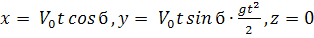 x = V₀t cos б, y = V₀t sin б · gt²/2, z = 0